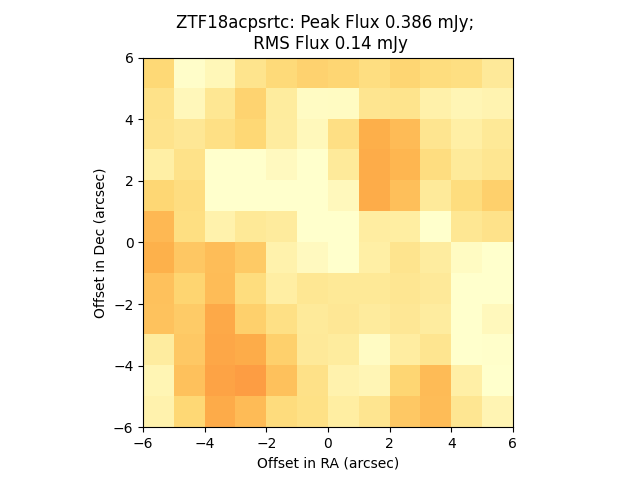 ZTF18acpsrtc: Peak Flux 0.386 mJy;
RMS Flux 0.14 mJy
6
4
2
0
−2
−4
−6
Offset in Dec (arcsec)
−6 −4 −2 0 2 4 6
Offset in RA (arcsec)